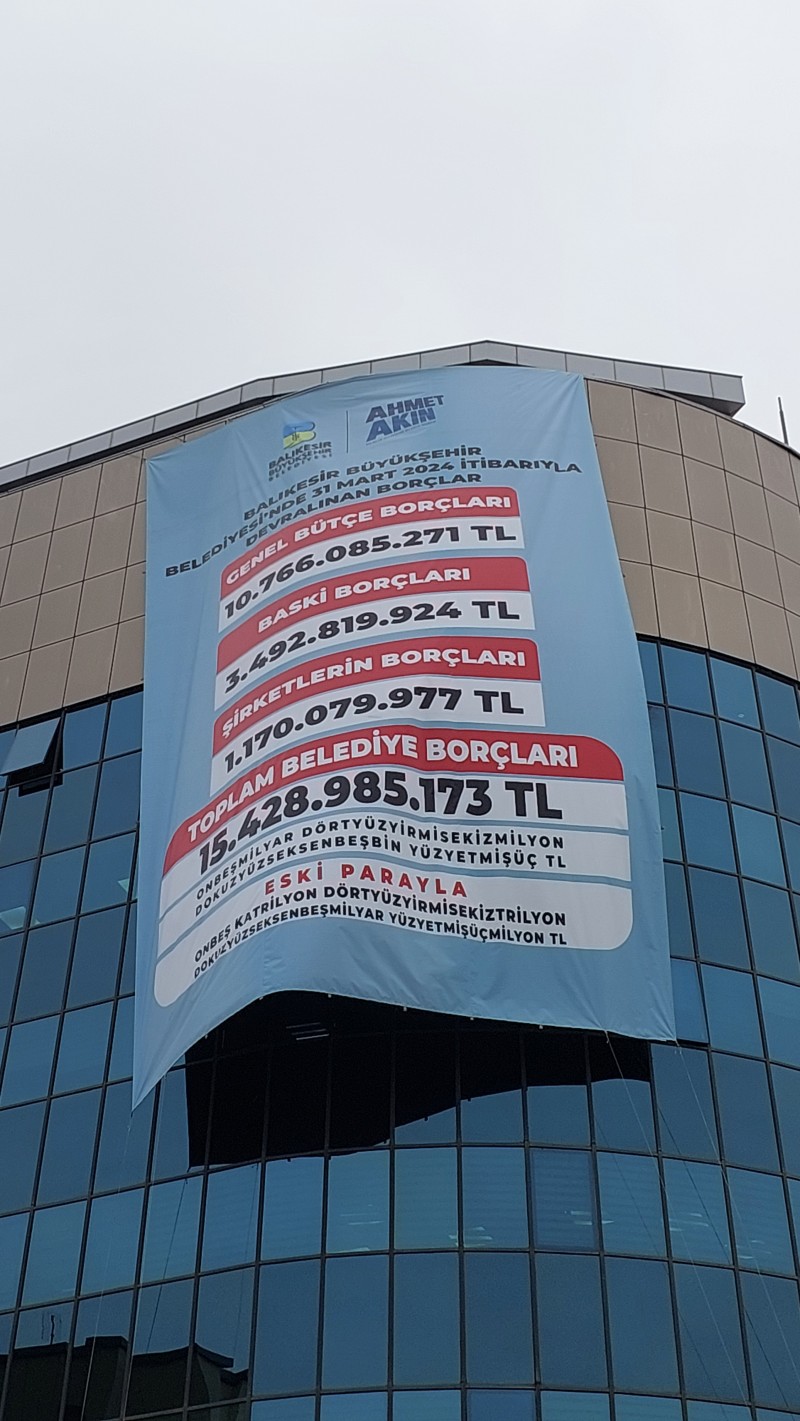 BALIKESİR
BÜYÜKŞEHİR
BELEDİYESİ
AHMET
AKIN
BALIKESİR BÜYÜKŞEHİR
BELEDİYESİ'NDE 31 MART 2024 İTİBARIYLA
DEVRALINAN BORÇLAR
GENEL BÜTÇE BORÇLARI
10.766.085.271 TL
BASKİ BORÇLARI
3.492.819.924 TL
ŞİRKETLERİN BORÇLARI
1.170.079.977 TL
TOPLAM BELEDİYE BORÇLARI
15.428.985.173 TL
ONBEŞMİLYAR DÖRTYÜZYİRMİSEKİZMİLYON
DOKUZYÜZSEKSENBEŞBİN YÜZYETMİŞÜÇ TL
ESKİ PARAYLA
ONBEŞ KATRİLYON DÖRTYÜZYİRMİSEKİZTRİLYON
DOKUZYÜZSEKSENBEŞMİLYAR YÜZYETMİŞÜÇMİLYON TL